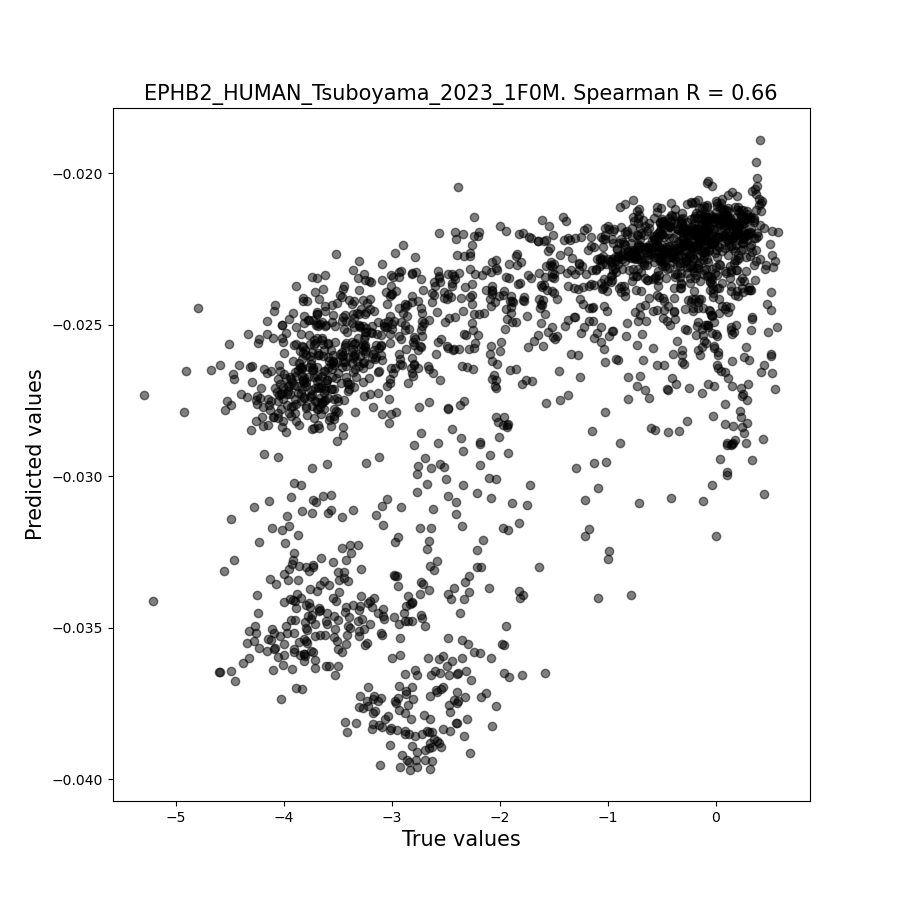 EPHB2_HUMAN_Tsuboyama_2023_1F0M. Spearman R = 0.66
−0.020
−0.025
−0.030
−0.035
−0.040
Predicted values
−5 −4 −3 −2 −1 0
True values